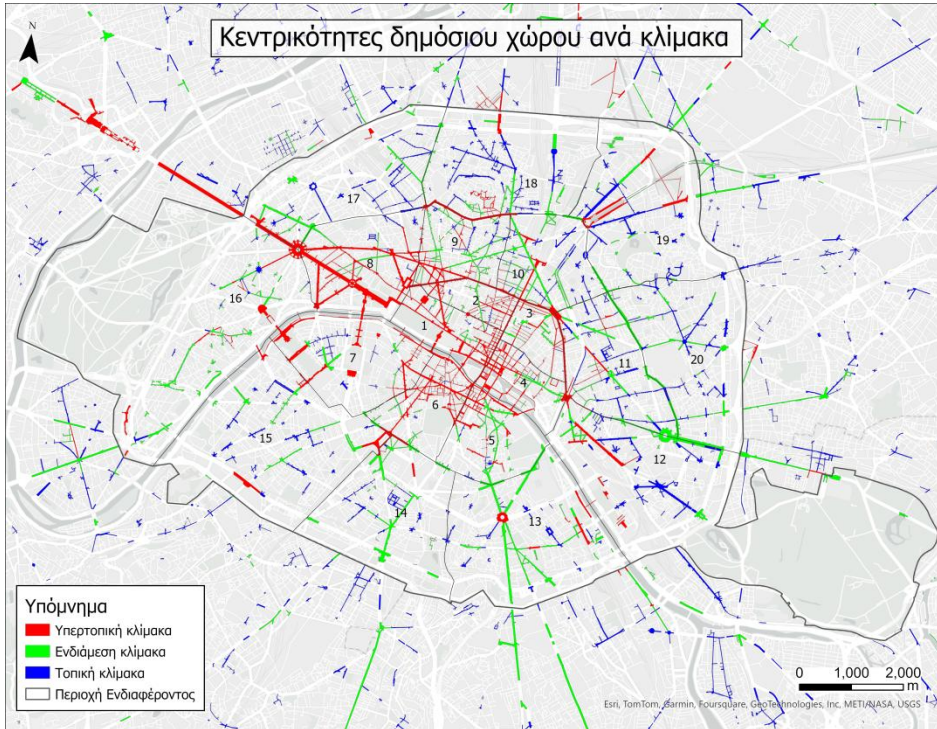 Κεντρικότητες δημόσιου χώρου ανά κλίμακα
N
18
17
19
9
8
10
2
16
3
1
7
11
20
4
6
5
15
12
14
13
Υπόμνημα
Υπερτοπική κλίμακα
Ενδιάμεση κλίμακα
Τοπική κλίμακα
Περιοχή Ενδιαφέροντος
0 1,000 2,000
m
Esri, TomTom, Garmin, Foursquare, GeoTechnologies, Inc, METI/NASA, USGS